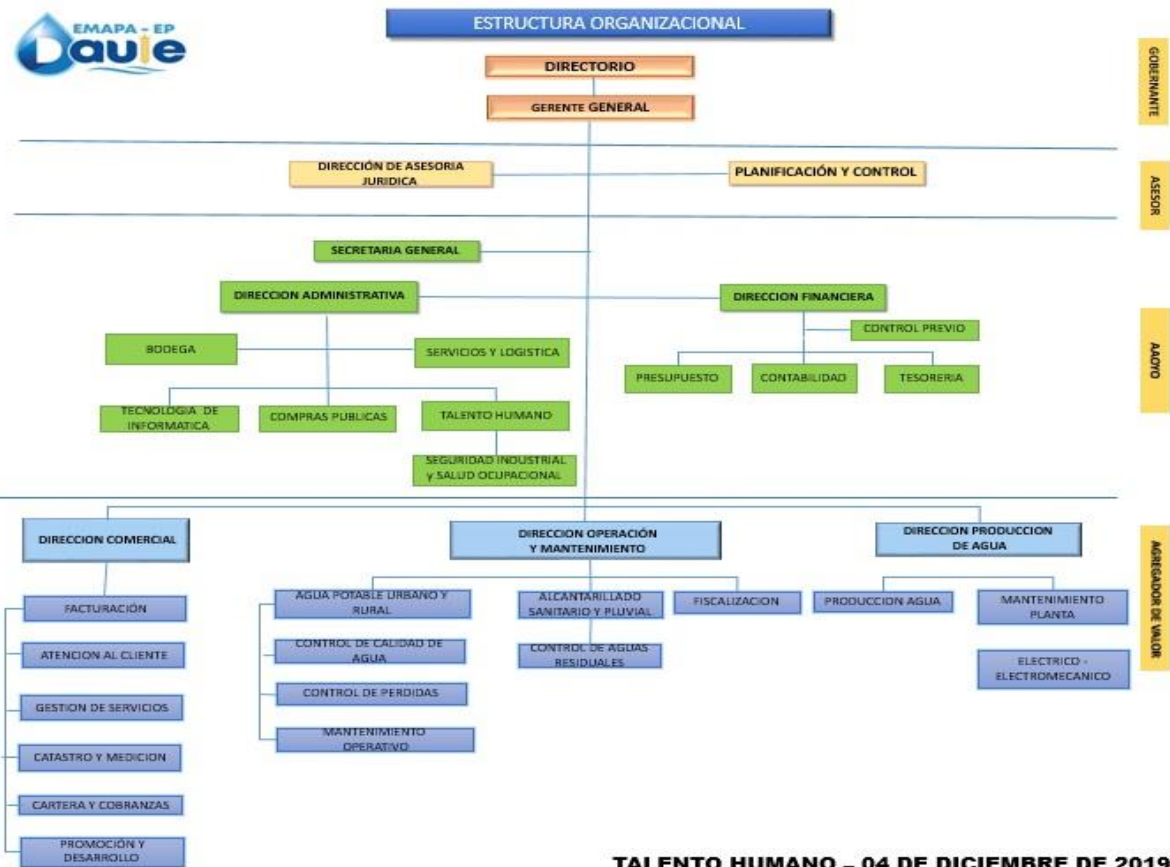 EMAPA - EP
Daule
ESTRUCTURA ORGANIZACIONAL
DIRECTORIO
GERENTE GENERAL
GOBERNANTE
DIRECCIÓN DE ASESORIA
JURIDICA
PLANIFICACIÓN Y CONTROL
ASESOR
SECRETARIA GENERAL
DIRECCION ADMINISTRATIVA
DIRECCION FINANCIERA
CONTROL PREVIO
BODEGA
SERVICIOS Y LOGISTICA
PRESUPUESTO
CONTABILIDAD
TESORERIA
AAOYO
TECNOLOGIA DE
INFORMATICA
COMPRAS PUBLICAS
TALENTO HUMANO
SEGURIDAD INDUSTRIAL
y SALUD OCUPACIONAL
DIRECCION COMERCIAL
DIRECCION OPERACIÓN
Y MANTENIMIENTO
DIRECCION PRODUCCION
DE AGUA
AGREGADOR DE VALOR
FACTURACIÓN
ATENCION AL CLIENTE
GESTION DE SERVICIOS
CATASTRO Y MEDICION
CARTERA Y COBRANZAS
PROMOCIÓN Y
DESARROLLO
AGUA POTABLE URBANO Y
RURAL
CONTROL DE CALIDAD DE
AGUA
CONTROL DE PERDIDAS
MANTENIMIENTO
OPERATIVO
ALCANTARILLADO
SANITARIO Y PLUVIAL
CONTROL DE AGUAS
RESIDUALES
FISCALIZACION
PRODUCCION AGUA
MANTENIMIENTO
PLANTA
ELECTRICO -
ELECTROMECANICO
TALENTO HUMANO – 04 DE DICIEMBRE DE 2019